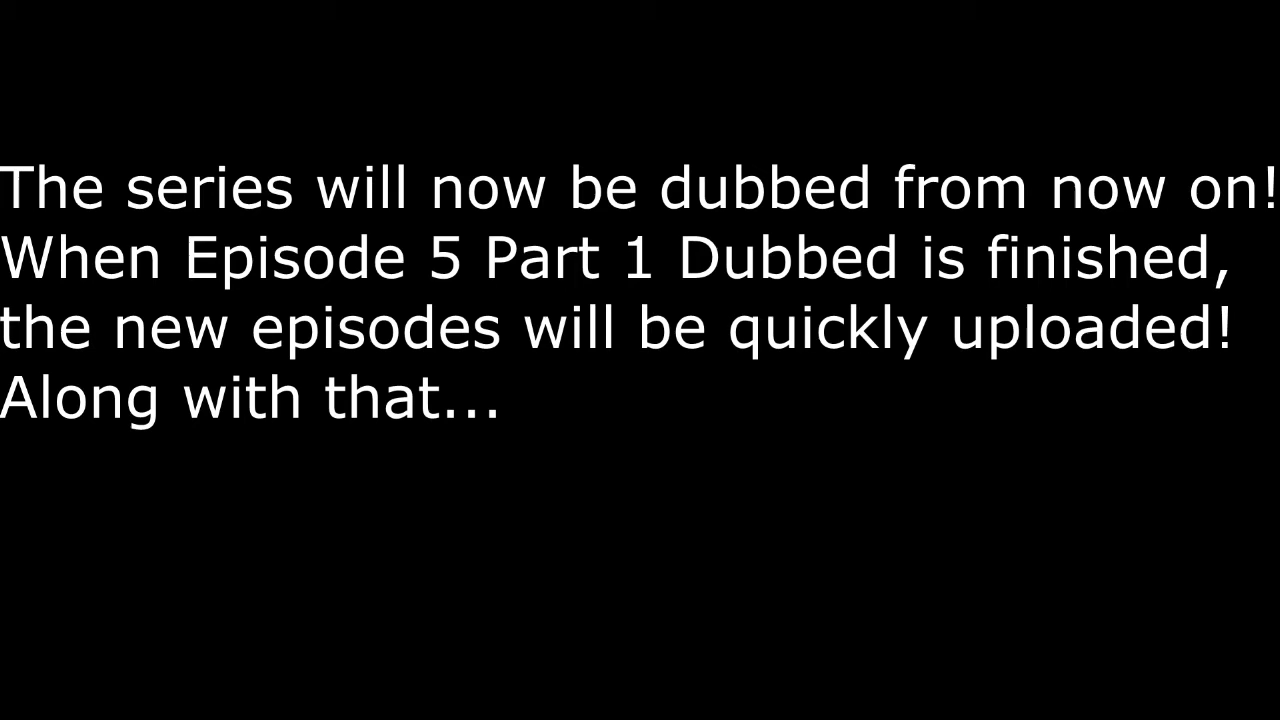 The series will now be dubbed from now on!
When Episode 5 Part 1 Dubbed is finished,
the new episodes will be quickly uploaded!
Along with that...